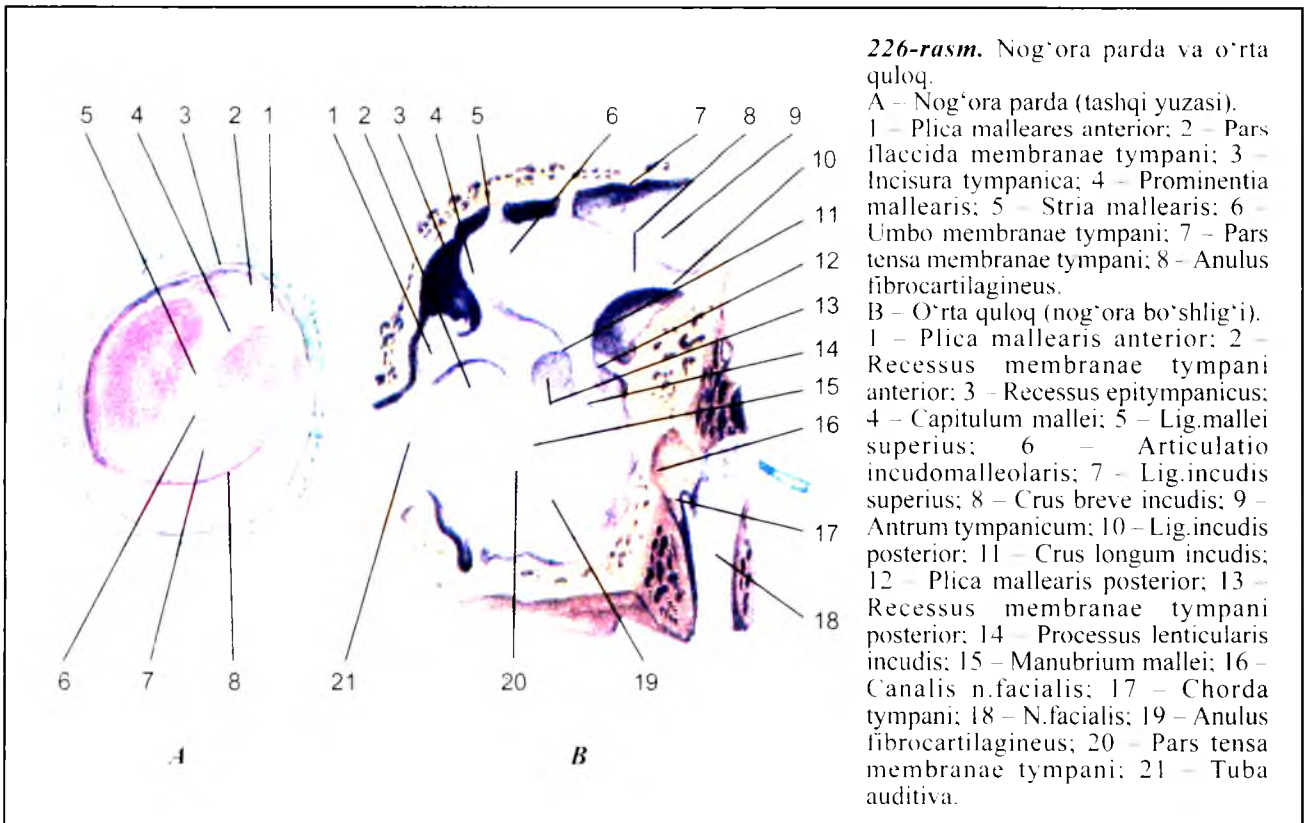 5 4 3 2 1
1 2 3 4 5 6 7 8 9
10
11
12
13
14
15
16
17
18
6 7 8
21 20 19
A B
226-rasm. Nog‘ora parda va o‘rta
quloq.
A – Nog‘ora parda (tashqi yuzasi).
1 – Plica malleares anterior; 2 – Pars
flaccida membranae tympani; 3 –
Incisura tympanica; 4 – Prominentia
mallearis; 5 – Stria mallearis; 6 –
Umbo membranae tympani; 7 – Pars
tensa membranae tympani; 8 – Anulus
fibrocartilagineus.
B – O‘rta quloq (nog‘ora bo‘shlig‘i).
1 – Plica mallearis anterior; 2 –
Recessus membranae tympani
anterior; 3 – Recessus epitympanicus;
4 – Capitulum mallei; 5 – Lig.mallei
superius; 6 – Articulatio
incudomalleolaris; 7 – Lig.incudis
superius; 8 – Crus breve incudis; 9 –
Antrum tympanicum; 10 – Lig.incudis
posterior; 11 – Crus longum incudis;
12 – Plica mallearis posterior; 13 –
Recessus membranae tympani
posterior; 14 – Processus lenticularis
incudis; 15 – Manubrium mallei; 16 –
Canalis n.facialis; 17 – Chorda
tympani; 18 – N.facialis; 19 – Anulus
fibrocartilagineus; 20 – Pars tensa
membranae tympani; 21 – Tuba
auditiva.